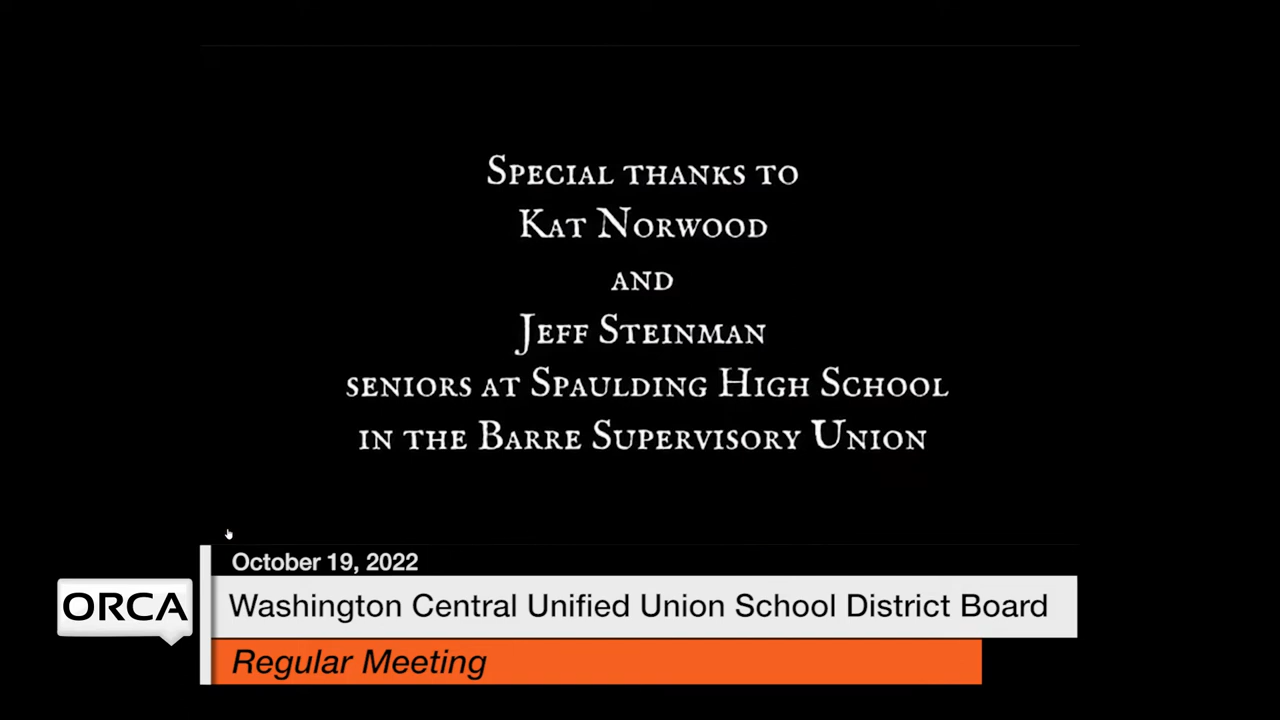 Special thanks to
Kat Norwood
and
Jeff Steinman
seniors at Spaulding High School
in the Barre Supervisory Union
October 19, 2022
ORCA
Washington Central Unified Union School District Board
Regular Meeting